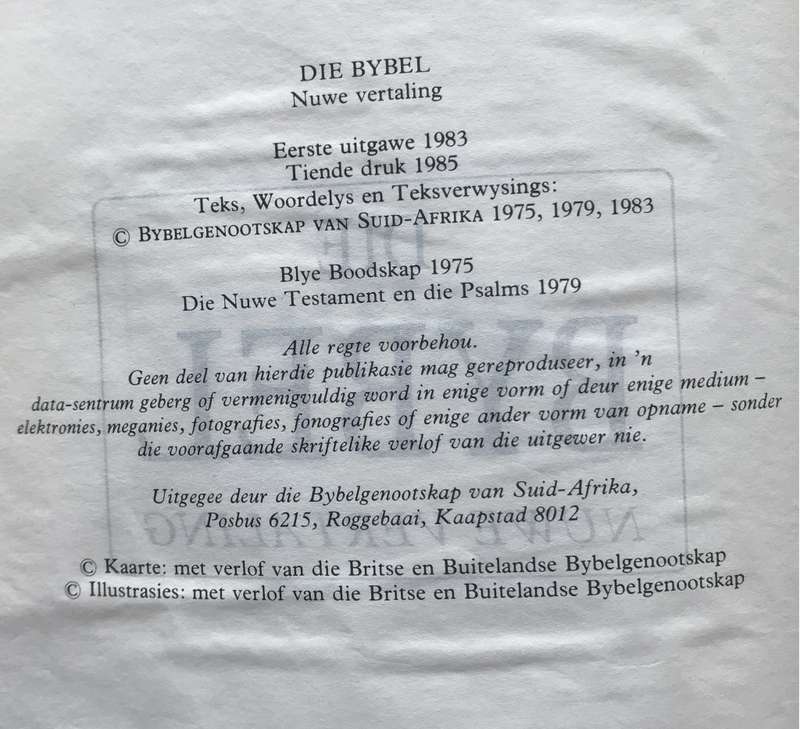 DIE BYBEL
Nuwe vertaling
Eerste uitgawe 1983
Tiende druk 1985
Teks, Woordelys en Teksverwysings:
© BYBELGENOOTSKAP VAN SUID-AFRIKA 1975, 1979, 1983
Blye Boodskap 1975
Die Nuwe Testament en die Psalms 1979
Alle regte voorbehou.
Geen deel van hierdie publikasie mag gereproduseer, in ’n
data-sentrum geberg of vermenigvuldig word in enige vorm of deur enige medium –
elektronies, meganies, fotografies, fonografies of enige ander vorm van opname – sonder
die voorafgaande skriftelike verlof van die uitgewer nie.
Uitgegee deur die Bybelgenootskap van Suid-Afrika,
Posbus 6215, Roggebaai, Kaapstad 8012
© Kaarte: met verlof van die Britse en Buitelandse Bybelgenootskap
© Illustrasies: met verlof van die Britse en Buitelandse Bybelgenootskap
DIE
BYBEL
NUWE VERTALING